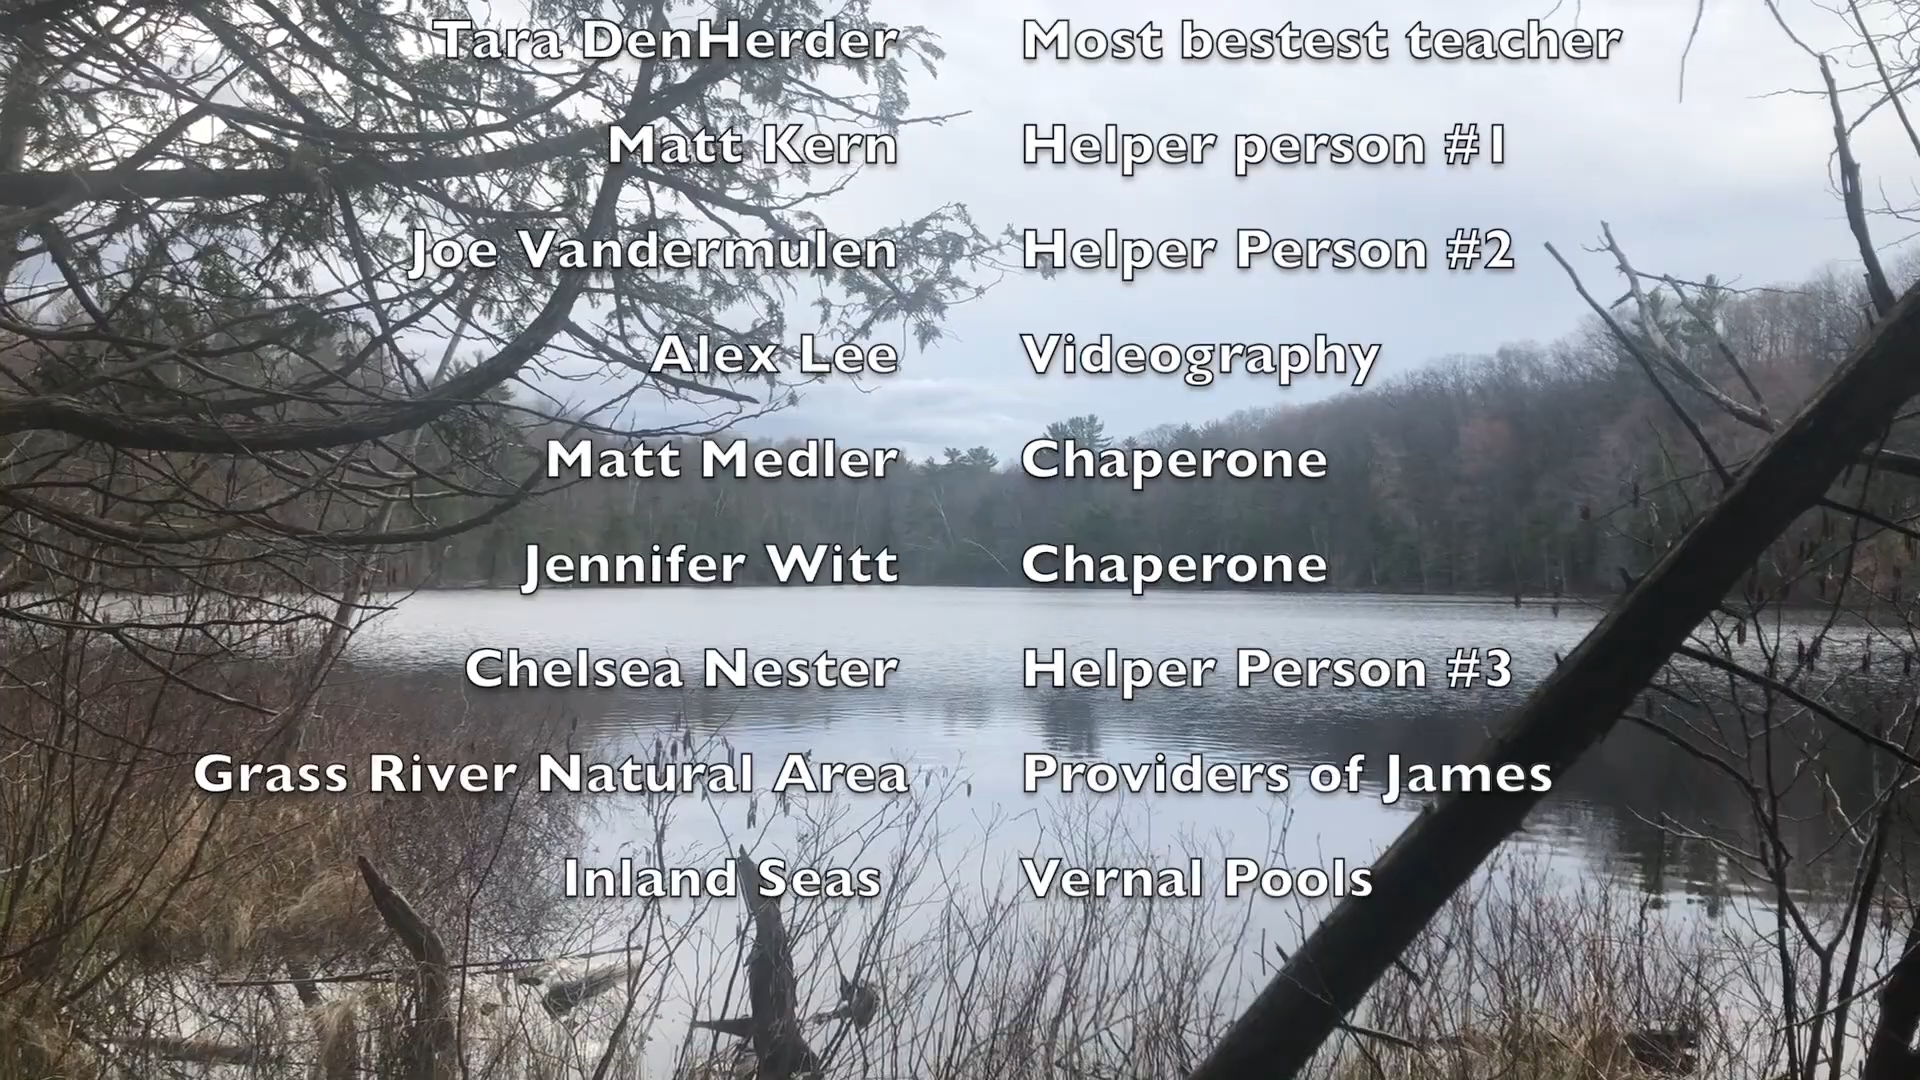 Tara DenHerder Most bestest teacher
Matt Kern Helper person #1
Joe Vandermulen Helper Person #2
Alex Lee Videography
Matt Medler Chaperone
Jennifer Witt Chaperone
Chelsea Nester Helper Person #3
Grass River Natural Area Providers of James
Inland Seas Vernal Pools